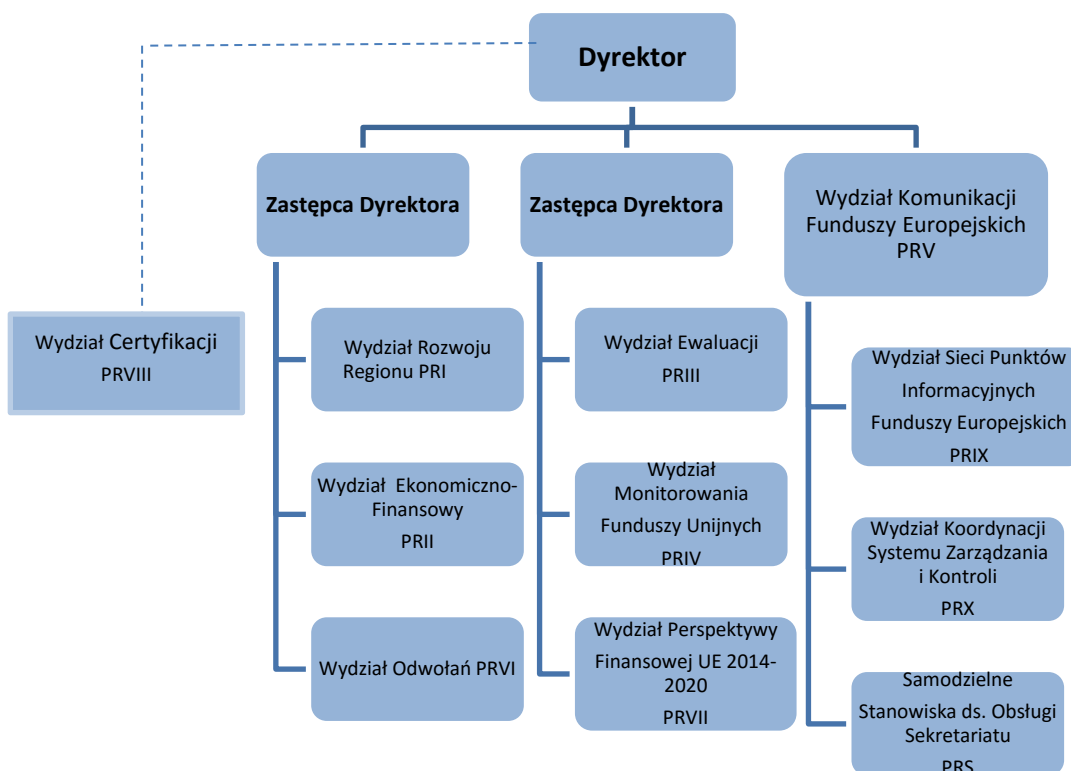 Dyrektor
Zastępca Dyrektora
Zastępca Dyrektora
Wydział Komunikacji
Funduszy Europejskich
PRV
Wydział Certyfikacji
PRVIII
Wydział Rozwoju
Regionu PRI
Wydział Ekonomiczno-
Finansowy
PRII
Wydział Odwołań PRVI
Wydział Ewaluacji
PRIII
Wydział
Monitorowania
Funduszy Unijnych
PRIV
Wydział Perspektywy
Finansowej UE 2014-
2020
PRVII
Wydział Sieci Punktów
Informacyjnych
Funduszy Europejskich
PRIX
Wydział Koordynacji
Systemu Zarządzania
i Kontroli
PRX
Samodzielne
Stanowiska ds. Obsługi
Sekretariatu
PRS